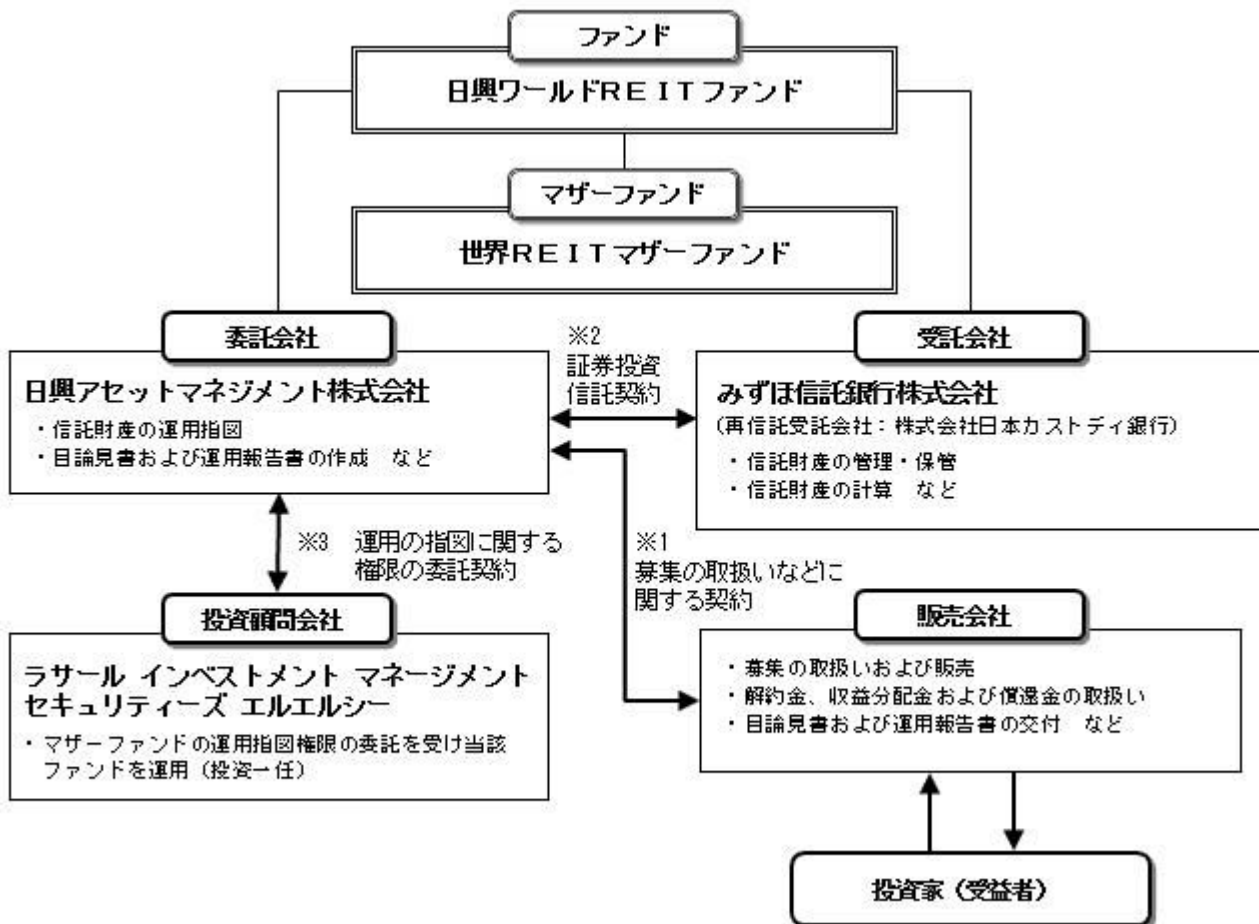 ファンド
日興ワールドREITファンド
マザーファンド
世界REITマザーファンド
委託会社
日興アセットマネジメント株式会社
・信託財産の運用指図
・目論見書および運用報告書の作成 など
※2
証券投資
信託契約
受託会社
みずほ信託銀行株式会社
(再信託受託会社:株式会社日本カストディ銀行)
・信託財産の管理・保管
・信託財産の計算 など
※3 運用の指図に関する
権限の委託契約
※1
募集の取扱いなどに
関する契約
投資顧問会社
ラサール インベストメント マネージメント
セキュリティーズ エルエルシー
・マザーファンドの運用指図権限の委託を受け当該
ファンドを運用(投資一任)
販売会社
・募集の取扱いおよび販売
・解約金、収益分配金および償還金の取扱い
・目論見書および運用報告書の交付 など
投資家(受益者)